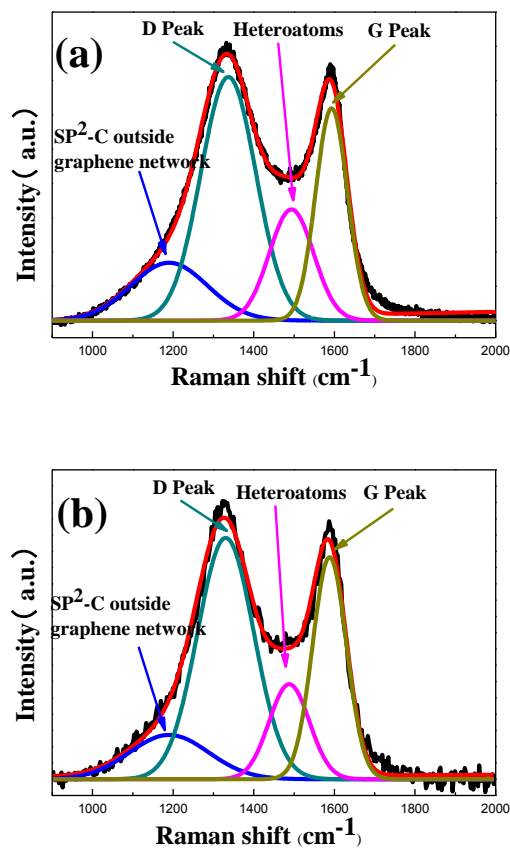 D Peak
Heteroatoms
G Peak
(a)
SP²-C outside
graphene network
Intensity ( a.u.)
1000 1200 1400 1600 1800 2000
Raman shift (cm⁻¹)
D Peak
Heteroatoms
G Peak
(b)
SP²-C outside
graphene network
Intensity ( a.u.)
1000 1200 1400 1600 1800 2000
Raman shift (cm⁻¹)